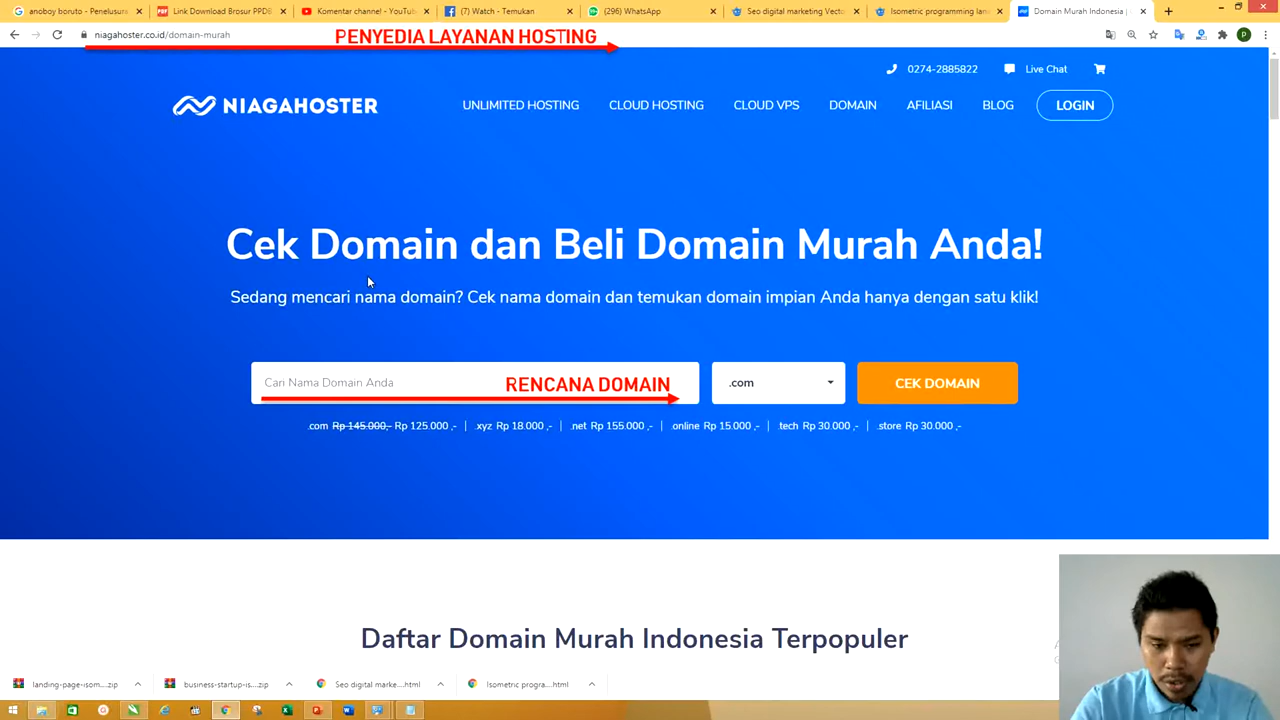 anoboy boruto - Penelusura
Link Download Brosur PPDB
Komentar channel - YouTube
(7) Watch - Temukan
(296) WhatsApp
Seo digital marketing Vecto
Isometric programming lan
Domain Murah Indonesia |
niagahoster.co.id/domain-murah
PENYEDIA LAYANAN HOSTING
0274-2885822
Live Chat
NIAGAHOSTER
UNLIMITED HOSTING
CLOUD HOSTING
CLOUD VPS
DOMAIN
AFILIASI
BLOG
LOGIN
Cek Domain dan Beli Domain Murah Anda!
Sedang mencari nama domain? Cek nama domain dan temukan domain impian Anda hanya dengan satu klik!
Cari Nama Domain Anda
RENCANA DOMAIN
.com
CEK DOMAIN
.com Rp 145.000,- Rp 125.000 ,- | .xyz Rp 18.000 ,- | .net Rp 155.000 ,- | .online Rp 15.000 ,- | .tech Rp 30.000 ,- | .store Rp 30.000 ,-
Daftar Domain Murah Indonesia Terpopuler
landing-page-isom....zip
business-startup-is....zip
Seo digital marke....html
Isometric progra....html